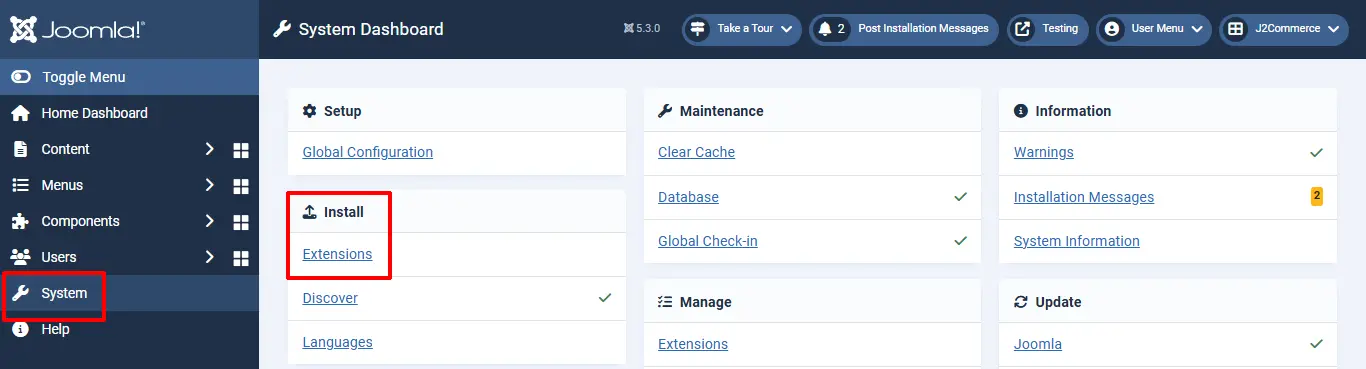 Joomla!®
System Dashboard
5.3.0
Take a Tour
2 Post Installation Messages
Testing
User Menu
J2Commerce
Toggle Menu
Home Dashboard
Content
Menus
Components
Users
System
Help
Setup
Global Configuration
Install
Extensions
Discover
Languages
Maintenance
Clear Cache
Database
Global Check-in
Manage
Extensions
Information
Warnings
Installation Messages 2
System Information
Update
Joomla